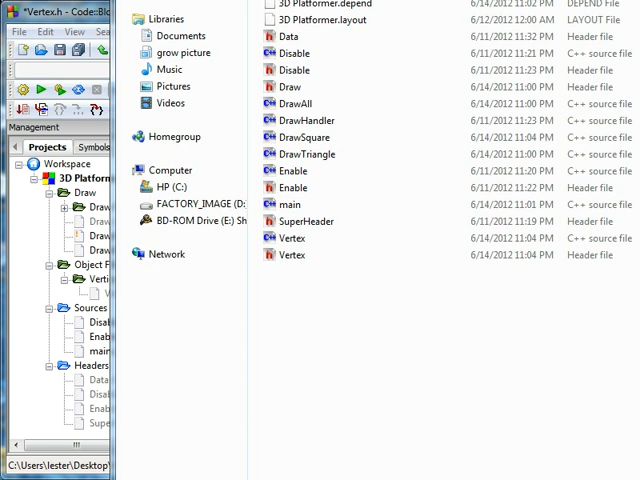 *Vertex.h - Code::Blo
File Edit View Sea
Management
Projects Symbols
Workspace
3D Platform
Draw
Draw
Draw
Draw
Draw
Object F
Verti
V
Sources
Disa
Enab
main
Headers
Data
Disa
Enab
Supe
C:\Users\lester\Desktop\
Libraries
Documents
grow picture
Music
Pictures
Videos
Homegroup
Computer
HP (C:)
FACTORY_IMAGE (D:
BD-ROM Drive (E:) Sh
Network
3D Platformer.depend 6/14/2012 11:02 PM DEPEND File
3D Platformer.layout 6/12/2012 12:00 AM LAYOUT File
Data 6/11/2012 11:32 PM Header file
Disable 6/11/2012 11:21 PM C++ source file
Disable 6/11/2012 11:23 PM Header file
Draw 6/14/2012 11:00 PM Header file
DrawAll 6/14/2012 11:00 PM C++ source file
DrawHandler 6/11/2012 11:23 PM C++ source file
DrawSquare 6/14/2012 11:04 PM C++ source file
DrawTriangle 6/14/2012 11:00 PM C++ source file
Enable 6/11/2012 11:20 PM C++ source file
Enable 6/11/2012 11:22 PM Header file
main 6/14/2012 11:01 PM C++ source file
SuperHeader 6/11/2012 11:19 PM Header file
Vertex 6/14/2012 11:04 PM C++ source file
Vertex 6/14/2012 11:04 PM Header file